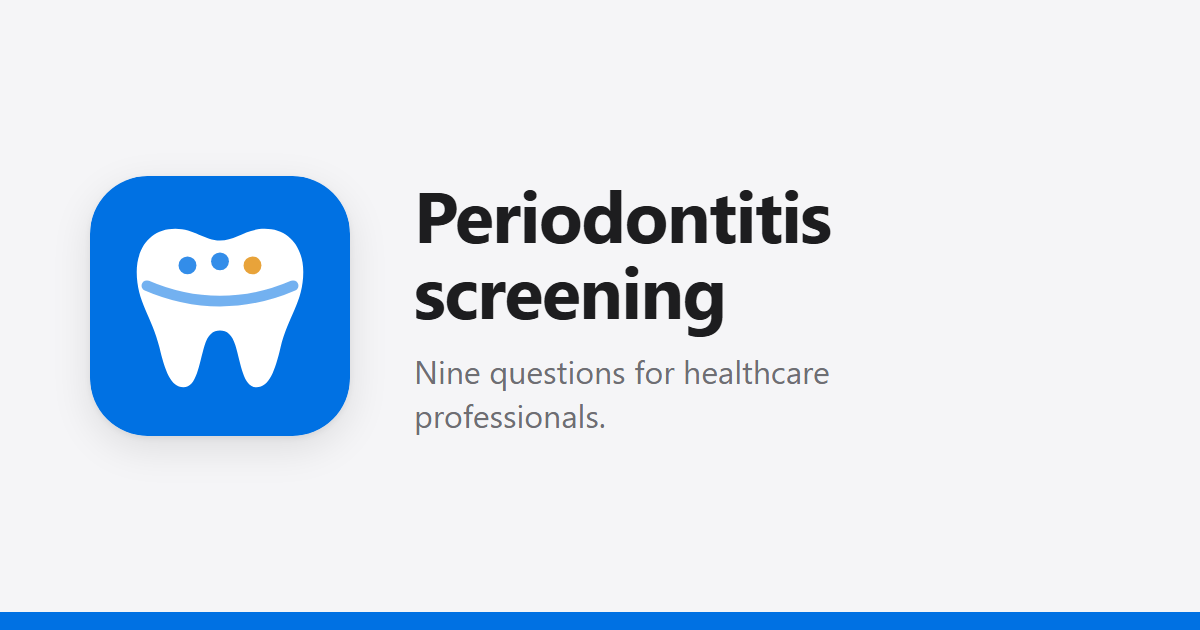 Periodontitis
screening
Nine questions for healthcare
professionals.